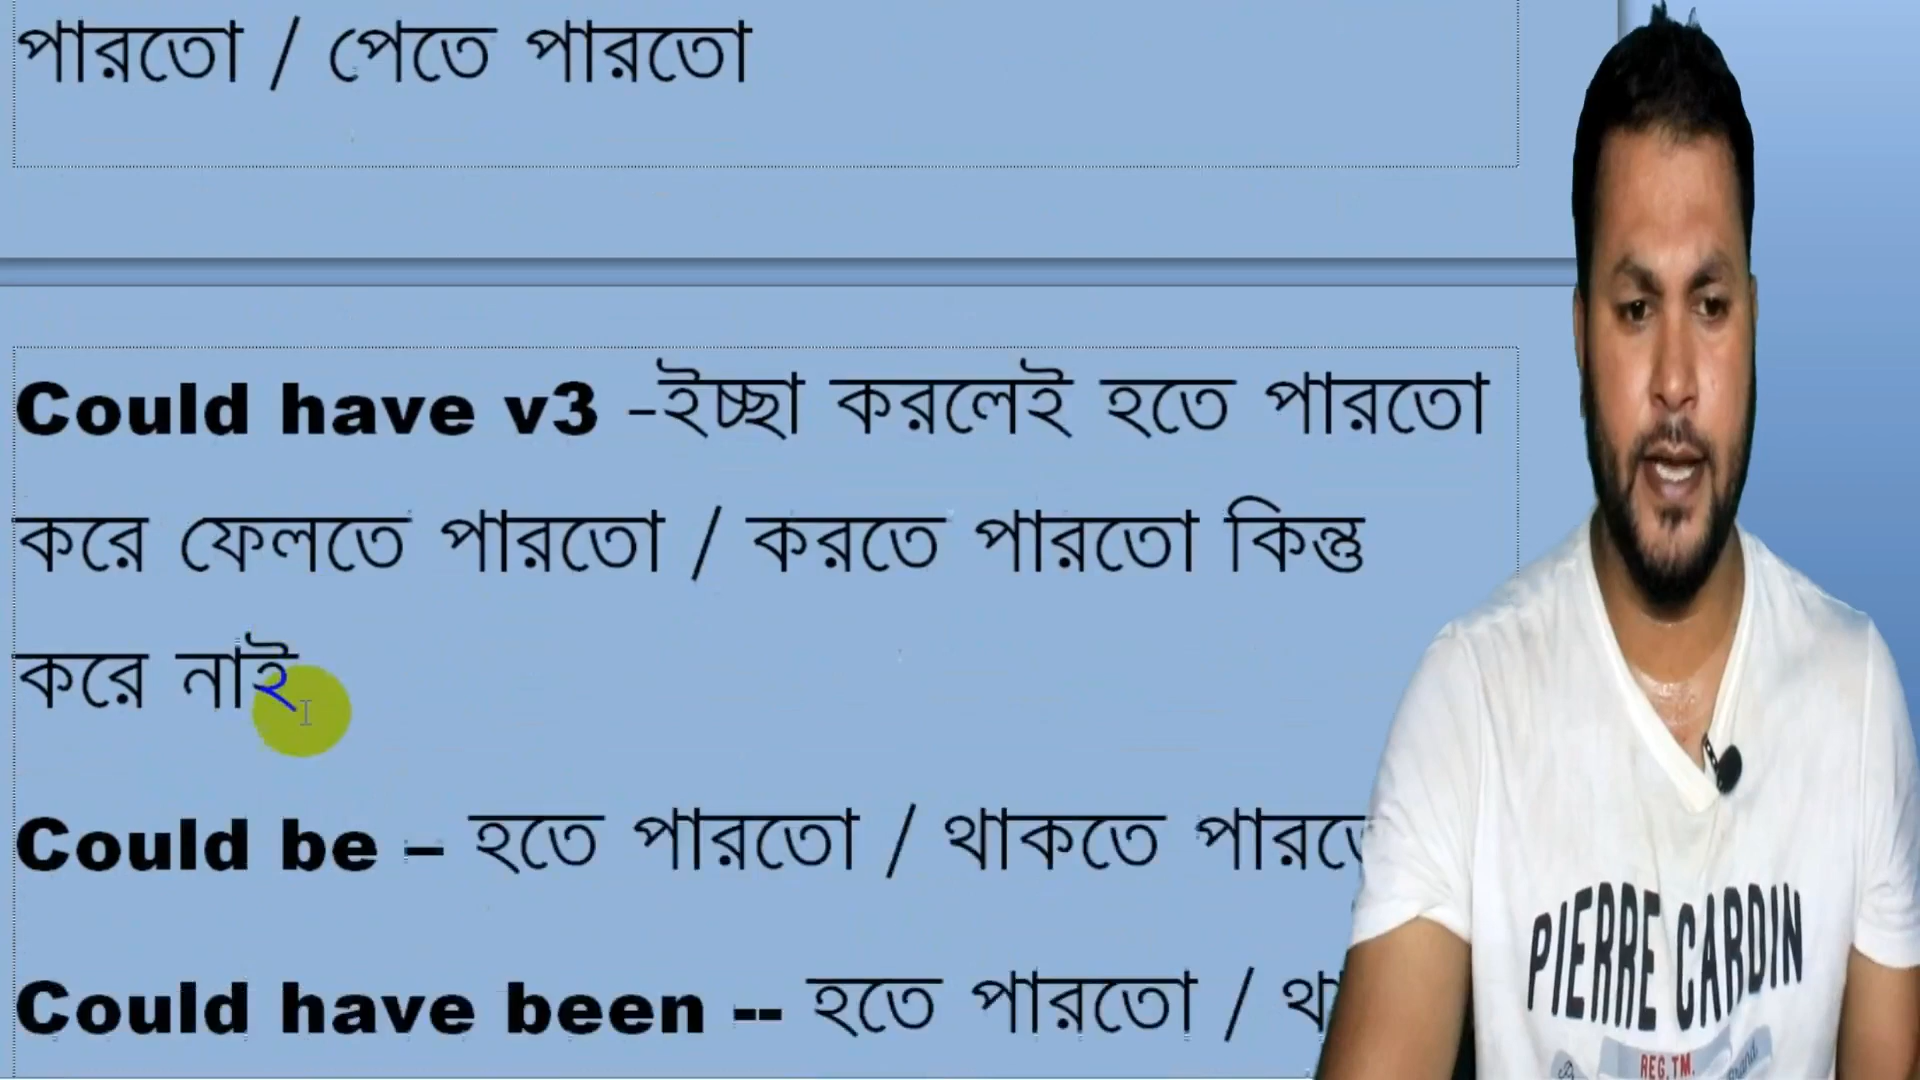 পারতো / পেতে পারতো
Could have v3 -ইচ্ছা করলেই হতে পারতো
করে ফেলতে পারতো / করতে পারতো কিন্তু
করে নাই
Could be – হতে পারতো / থাকতে
Could have been -- হতে পারতো /
PIERRE CARDIN
REG.TM.